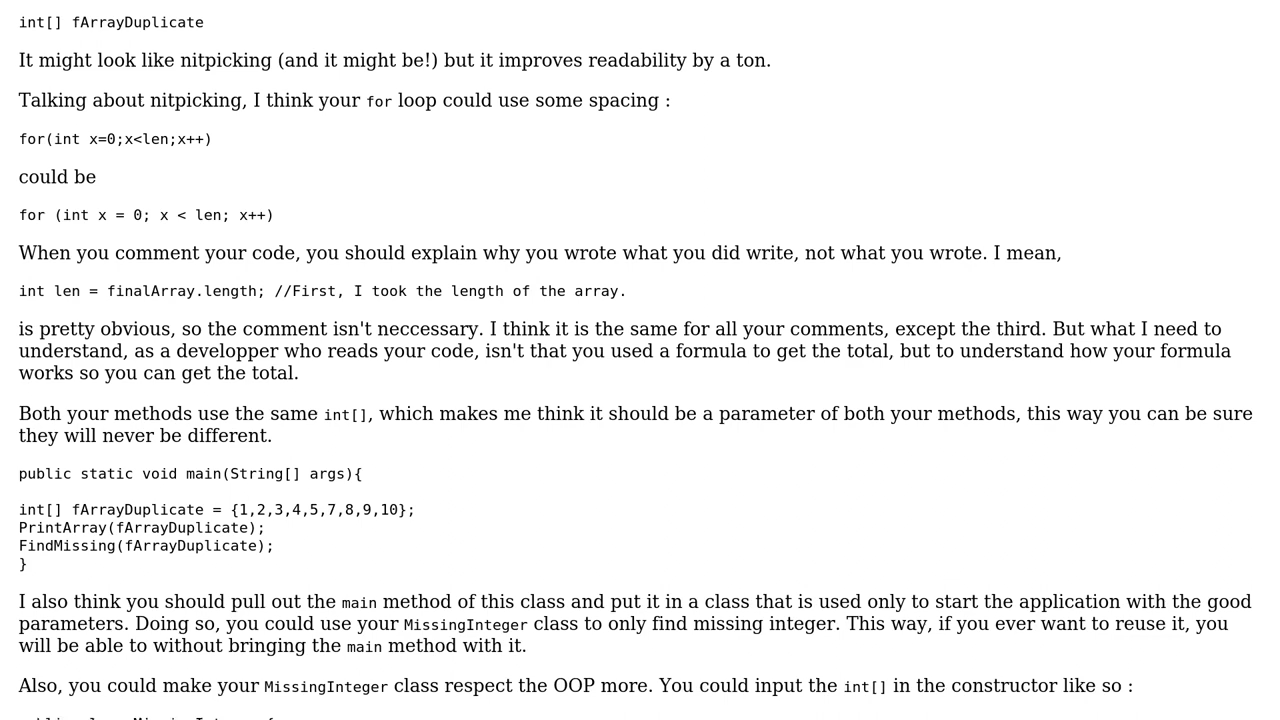 int[] fArrayDuplicate
It might look like nitpicking (and it might be!) but it improves readability by a ton.
Talking about nitpicking, I think your for loop could use some spacing :
for(int x=0;x<len;x++)
could be
for (int x = 0; x < len; x++)
When you comment your code, you should explain why you wrote what you did write, not what you wrote. I mean,
int len = finalArray.length; //First, I took the length of the array.
is pretty obvious, so the comment isn't neccessary. I think it is the same for all your comments, except the third. But what I need to
understand, as a developper who reads your code, isn't that you used a formula to get the total, but to understand how your formula
works so you can get the total.
Both your methods use the same int[], which makes me think it should be a parameter of both your methods, this way you can be sure
they will never be different.
public static void main(String[] args){
int[] fArrayDuplicate = {1,2,3,4,5,7,8,9,10};
PrintArray(fArrayDuplicate);
FindMissing(fArrayDuplicate);
}
I also think you should pull out the main method of this class and put it in a class that is used only to start the application with the good
parameters. Doing so, you could use your MissingInteger class to only find missing integer. This way, if you ever want to reuse it, you
will be able to without bringing the main method with it.
Also, you could make your MissingInteger class respect the OOP more. You could input the int[] in the constructor like so :